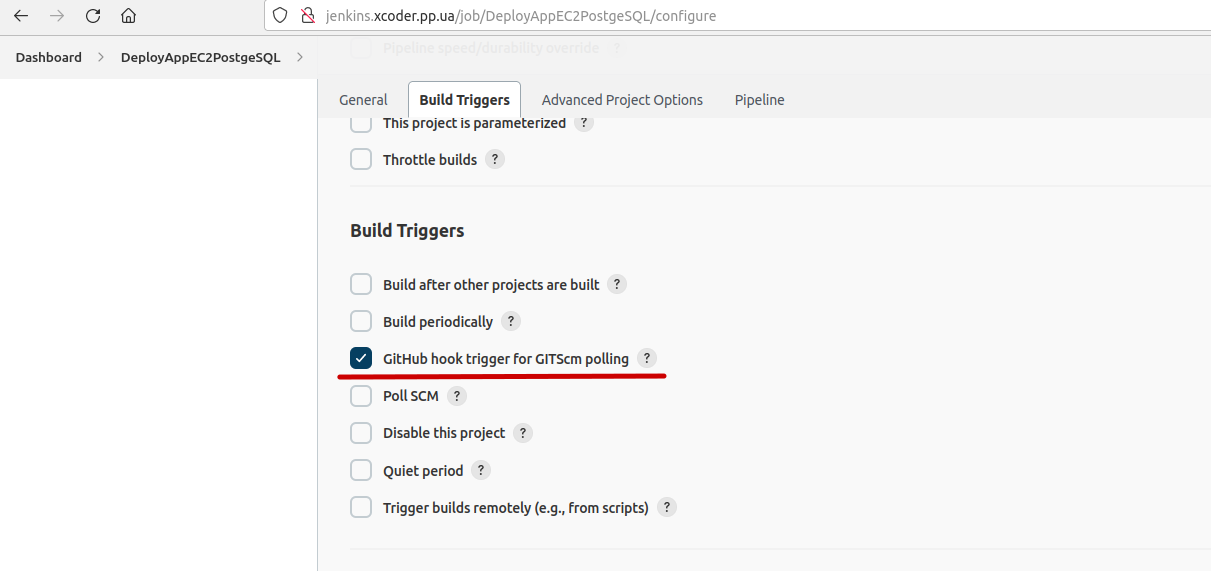 jenkins.xcoder.pp.ua/job/DeployAppEC2PostgeSQL/configure
Dashboard > DeployAppEC2PostgeSQL >
Pipeline speed/durability override ?
General Build Triggers Advanced Project Options Pipeline
This project is parameterized ?
Throttle builds ?
Build Triggers
Build after other projects are built ?
Build periodically ?
GitHub hook trigger for GITScm polling ?
Poll SCM ?
Disable this project ?
Quiet period ?
Trigger builds remotely (e.g., from scripts) ?